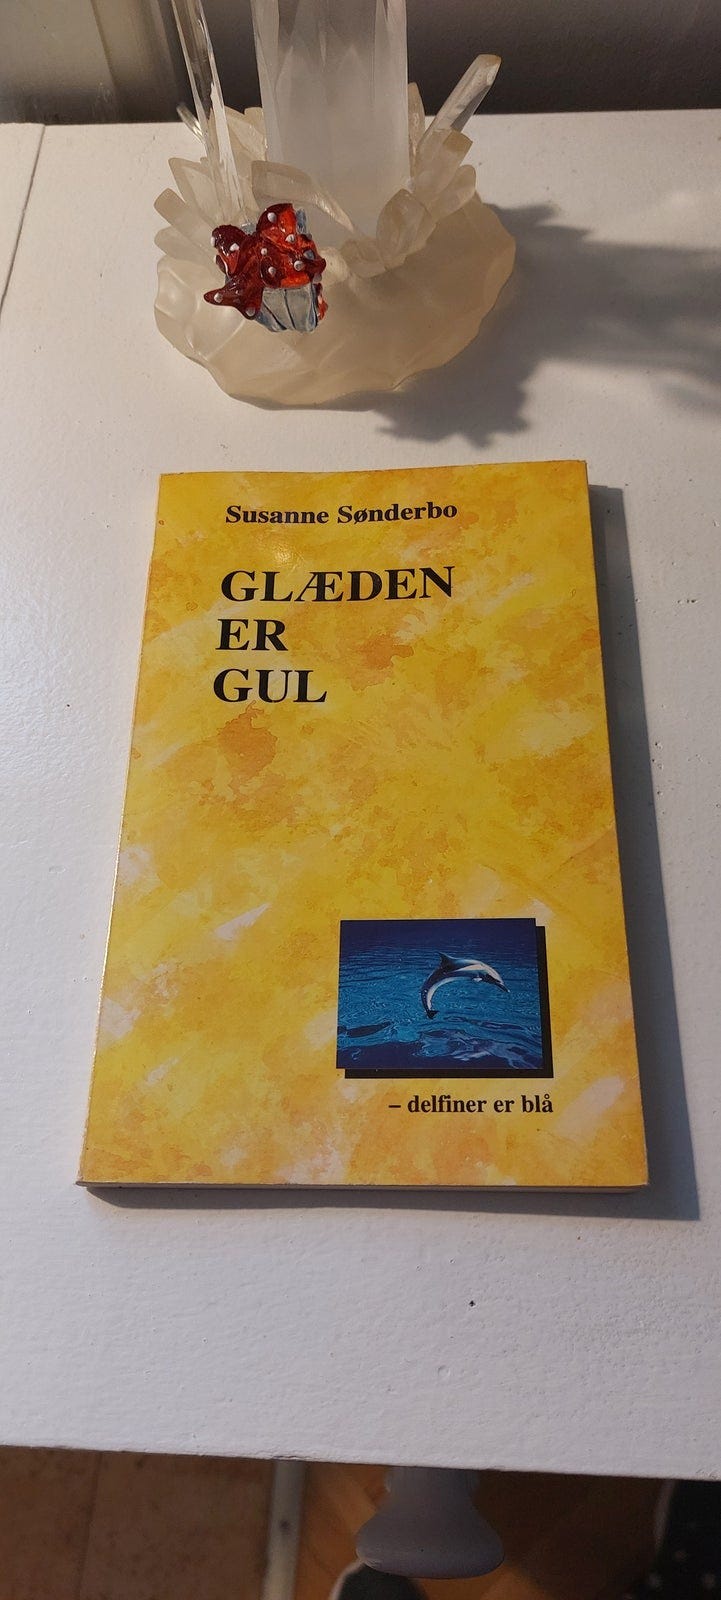 Susanne Sønderbo
GLÆDEN
ER
GUL
– delfiner er blå